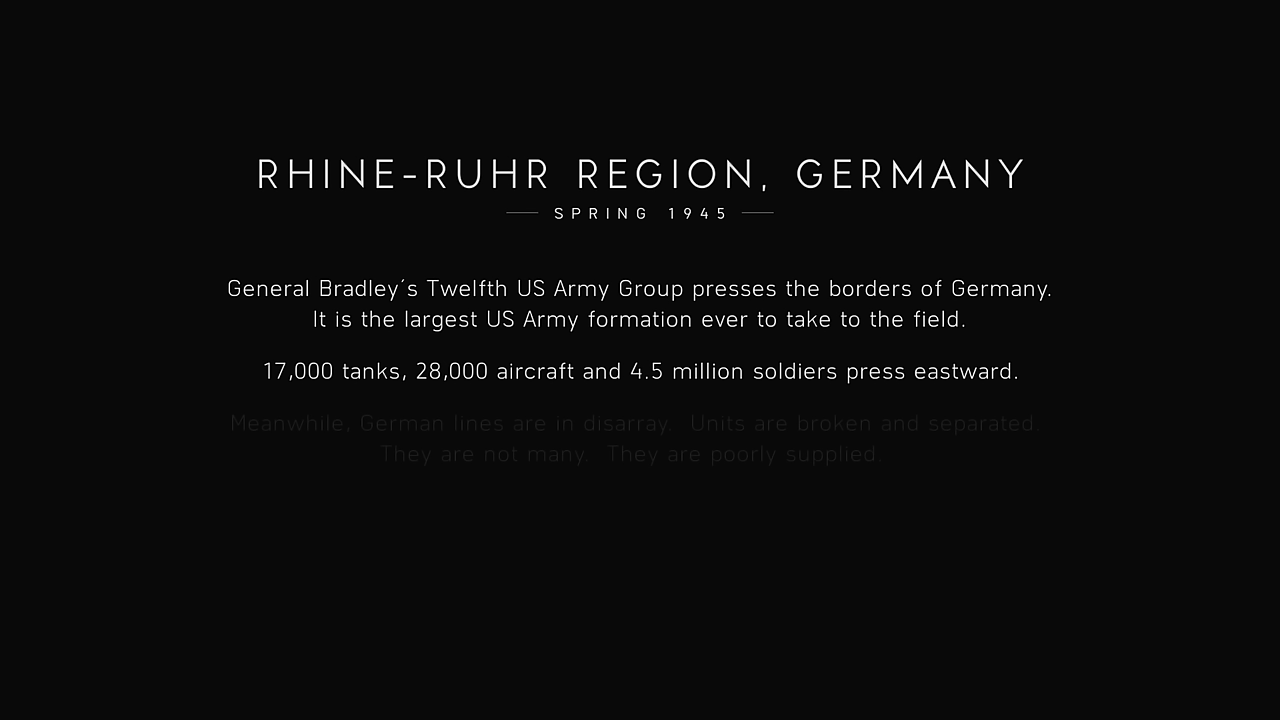 RHINE-RUHR REGION, GERMANY
SPRING 1945
General Bradley´s Twelfth US Army Group presses the borders of Germany.
It is the largest US Army formation ever to take to the field.
17,000 tanks, 28,000 aircraft and 4.5 million soldiers press eastward.
Meanwhile, German lines are in disarray.  Units are broken and separated.
They are not many.  They are poorly supplied.